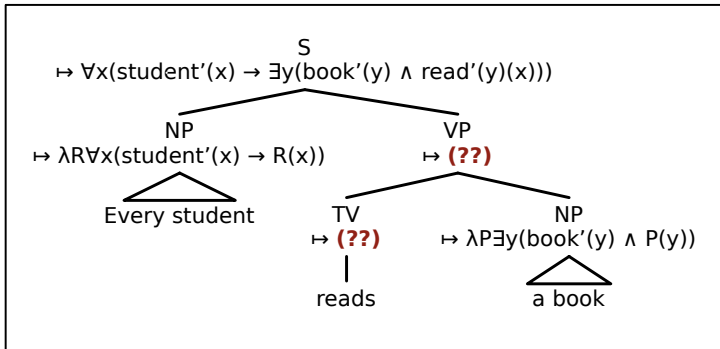 S
↦ ∀x(student'(x) → ∃y(book'(y) ∧ read'(y)(x)))
NP VP
↦ λR∀x(student'(x) → R(x)) ↦ (??)
Every student TV NP
↦ (??) ↦ λP∃y(book'(y) ∧ P(y))
reads a book